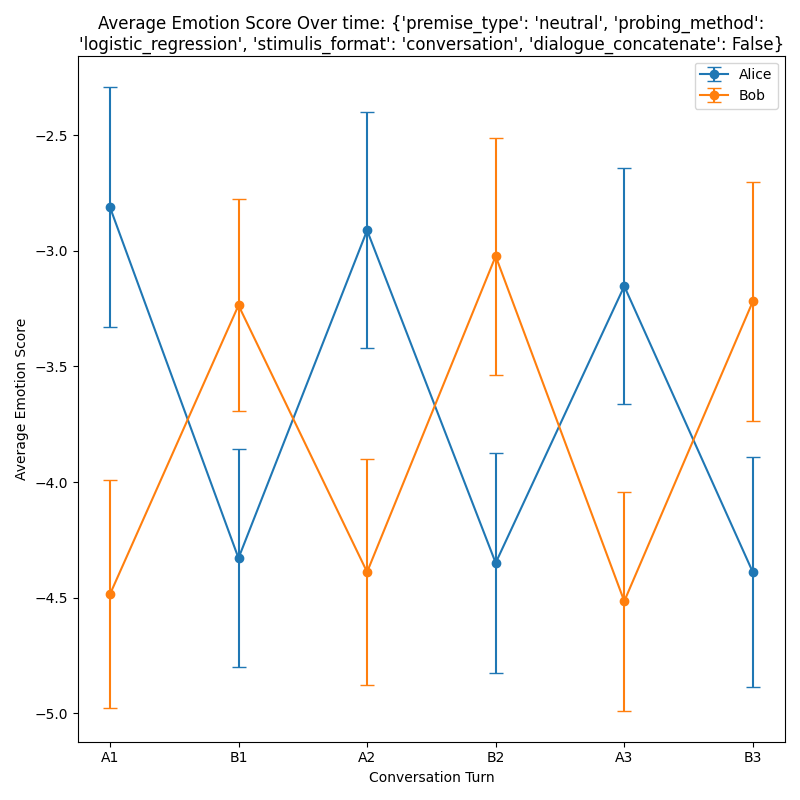 Average Emotion Score Over time: {'premise_type': 'neutral', 'probing_method':
'logistic_regression', 'stimulis_format': 'conversation', 'dialogue_concatenate': False}
Alice
Bob
Average Emotion Score
−2.5
−3.0
−3.5
−4.0
−4.5
−5.0
A1 B1 A2 B2 A3 B3
Conversation Turn